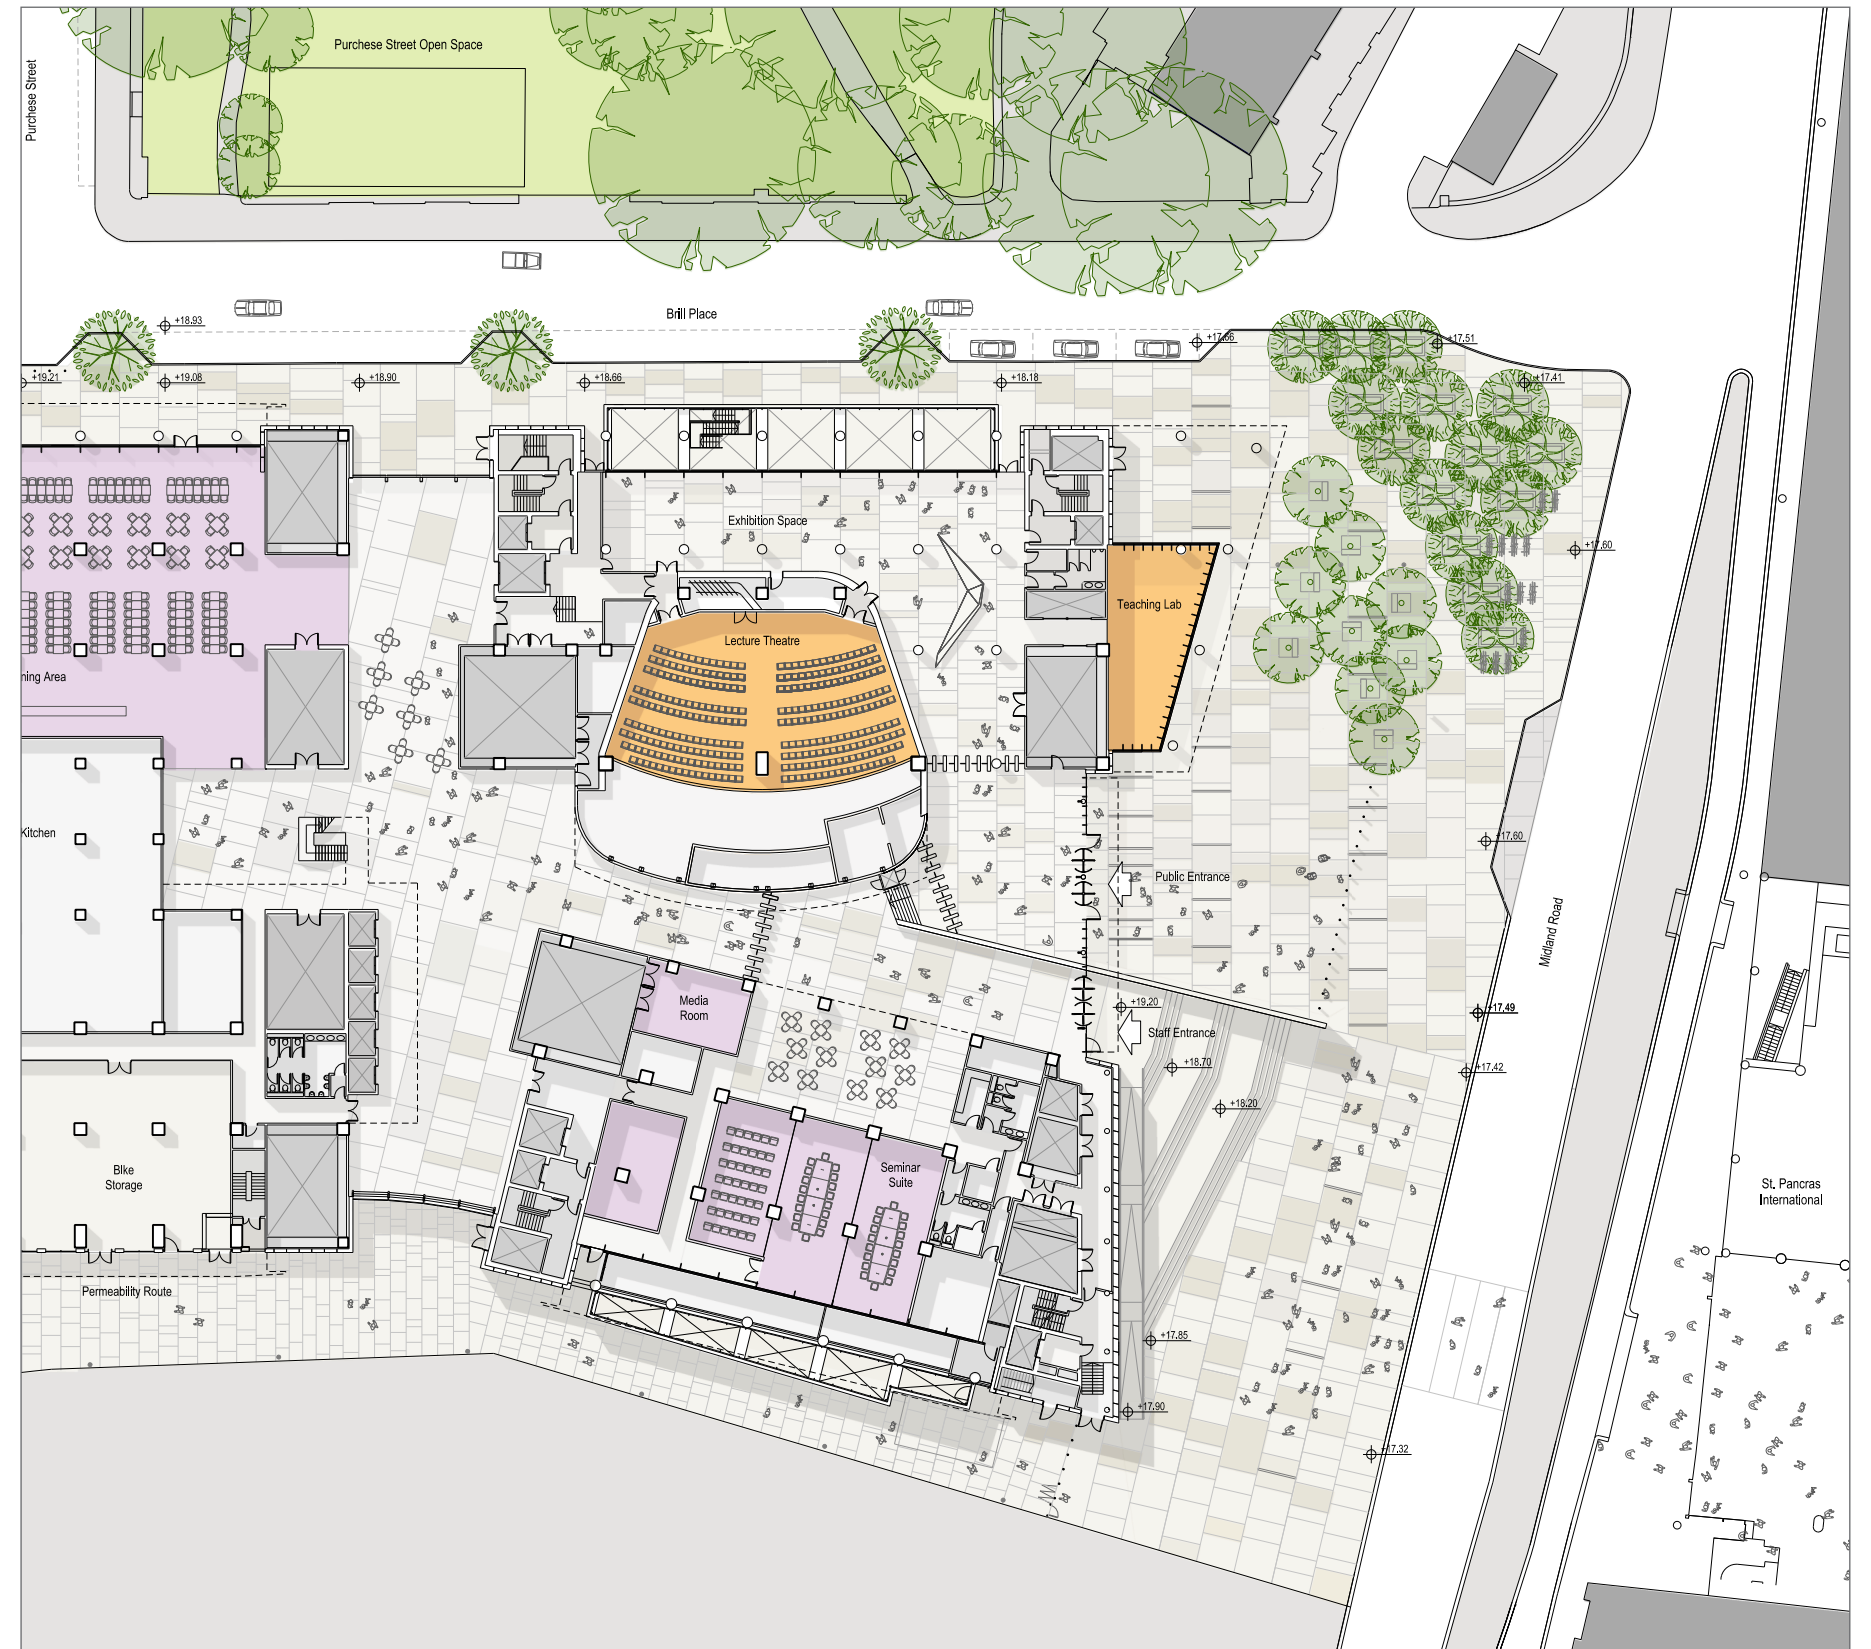 Purchese Street Open Space
Purchese Street
Brill Place
+18.93
+17.66
+17.51
+19.21
+19.08
+18.90
+18.66
+18.18
+17.41
Exhibition Space
+17.60
Teaching Lab
Lecture Theatre
ning Area
Kitchen
+17.60
Public Entrance
Midland Road
Media
Room
+19.20
+17.49
Staff Entrance
+18.70
+17.42
+18.20
Seminar
Suite
BIke
Storage
St. Pancras
International
Permeability Route
+17.85
+17.90
+17.32